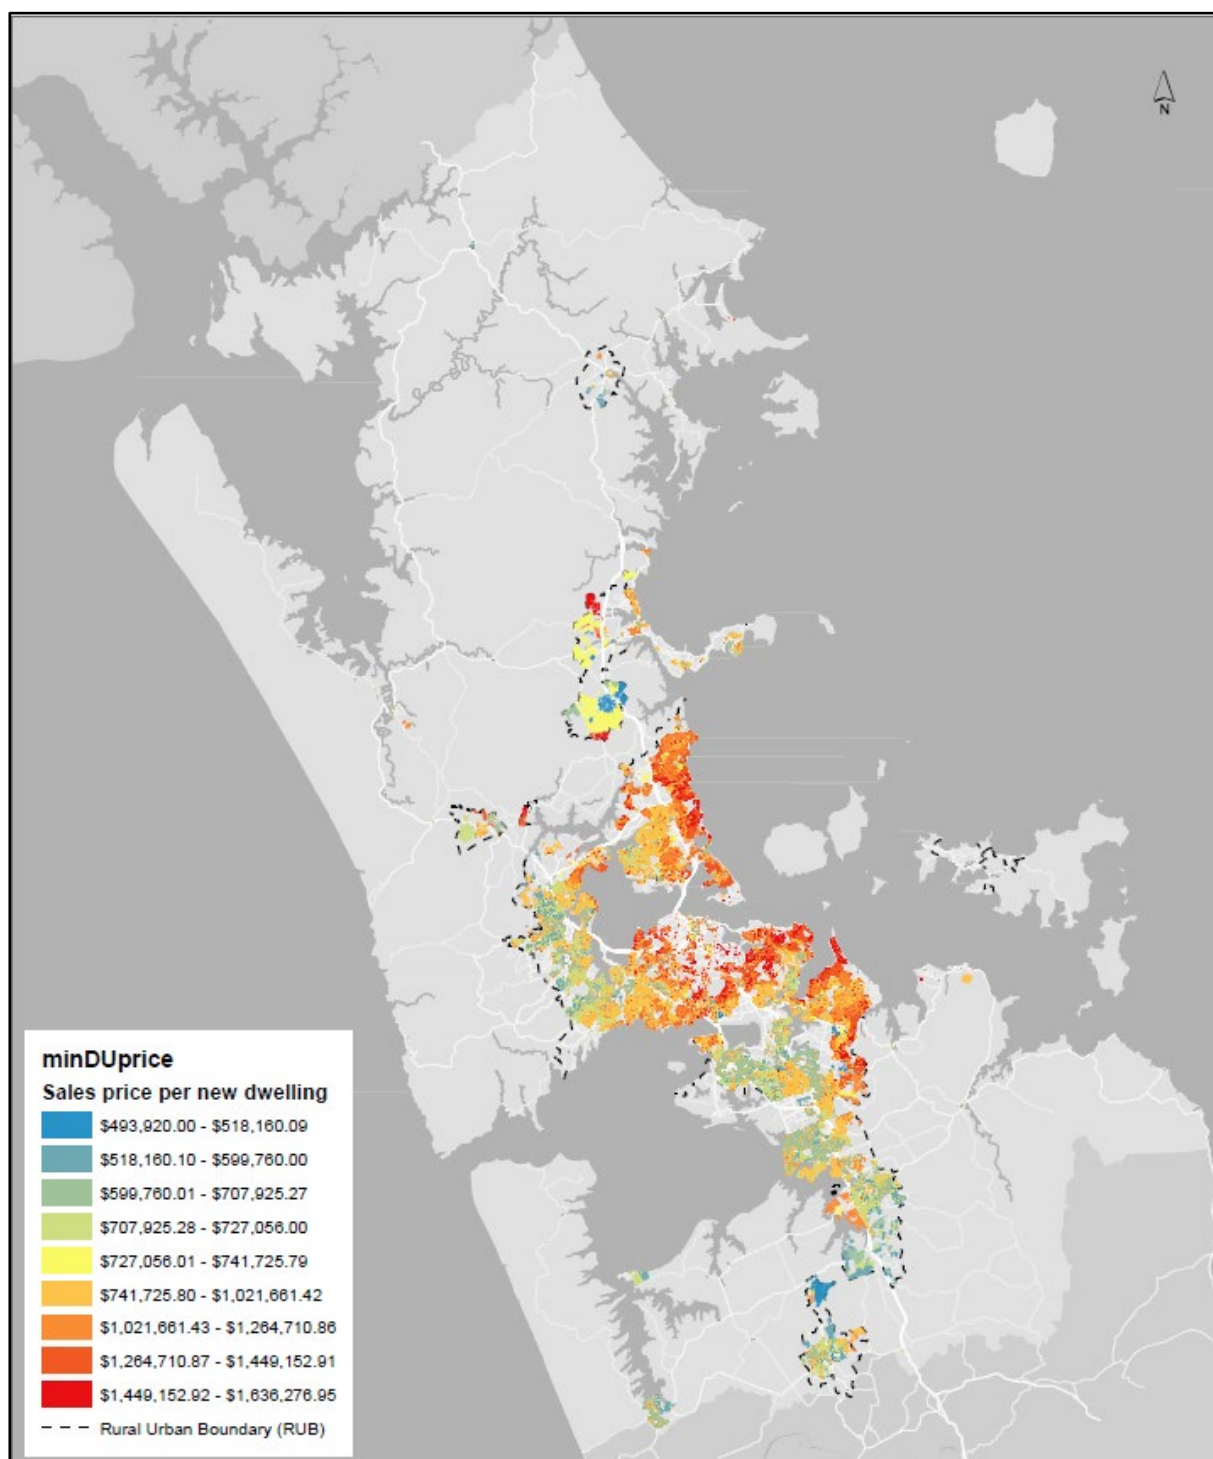 N
minDUprice
Sales price per new dwelling
$493,920.00 - $518,160.09
$518,160.10 - $599,760.00
$599,760.01 - $707,925.27
$707,925.28 - $727,056.00
$727,056.01 - $741,725.79
$741,725.80 - $1,021,661.42
$1,021,661.43 - $1,264,710.86
$1,264,710.87 - $1,449,152.91
$1,449,152.92 - $1,636,276.95
Rural Urban Boundary (RUB)